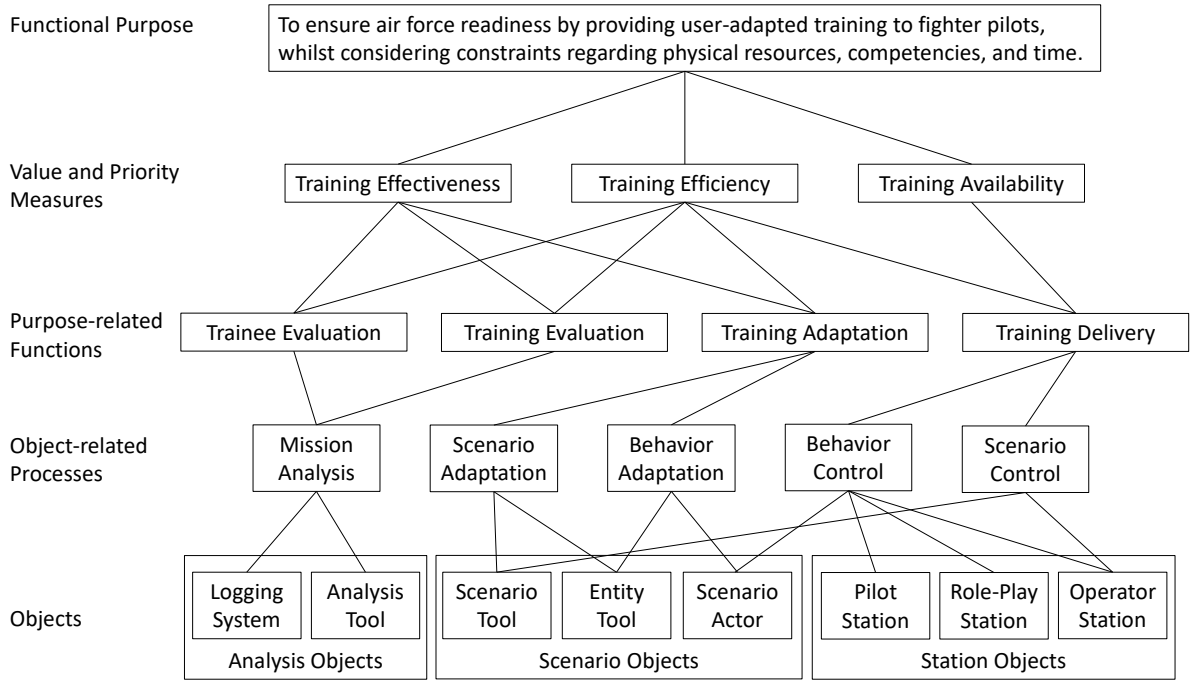 Functional Purpose
To ensure air force readiness by providing user-adapted training to fighter pilots,
whilst considering constraints regarding physical resources, competencies, and time.
Value and Priority
Measures
Training Effectiveness
Training Efficiency
Training Availability
Purpose-related
Functions
Trainee Evaluation
Training Evaluation
Training Adaptation
Training Delivery
Object-related
Processes
Mission
Analysis
Scenario
Adaptation
Behavior
Adaptation
Behavior
Control
Scenario
Control
Objects
Logging
System
Analysis
Tool
Analysis Objects
Scenario
Tool
Entity
Tool
Scenario
Actor
Scenario Objects
Pilot
Station
Role-Play
Station
Operator
Station
Station Objects